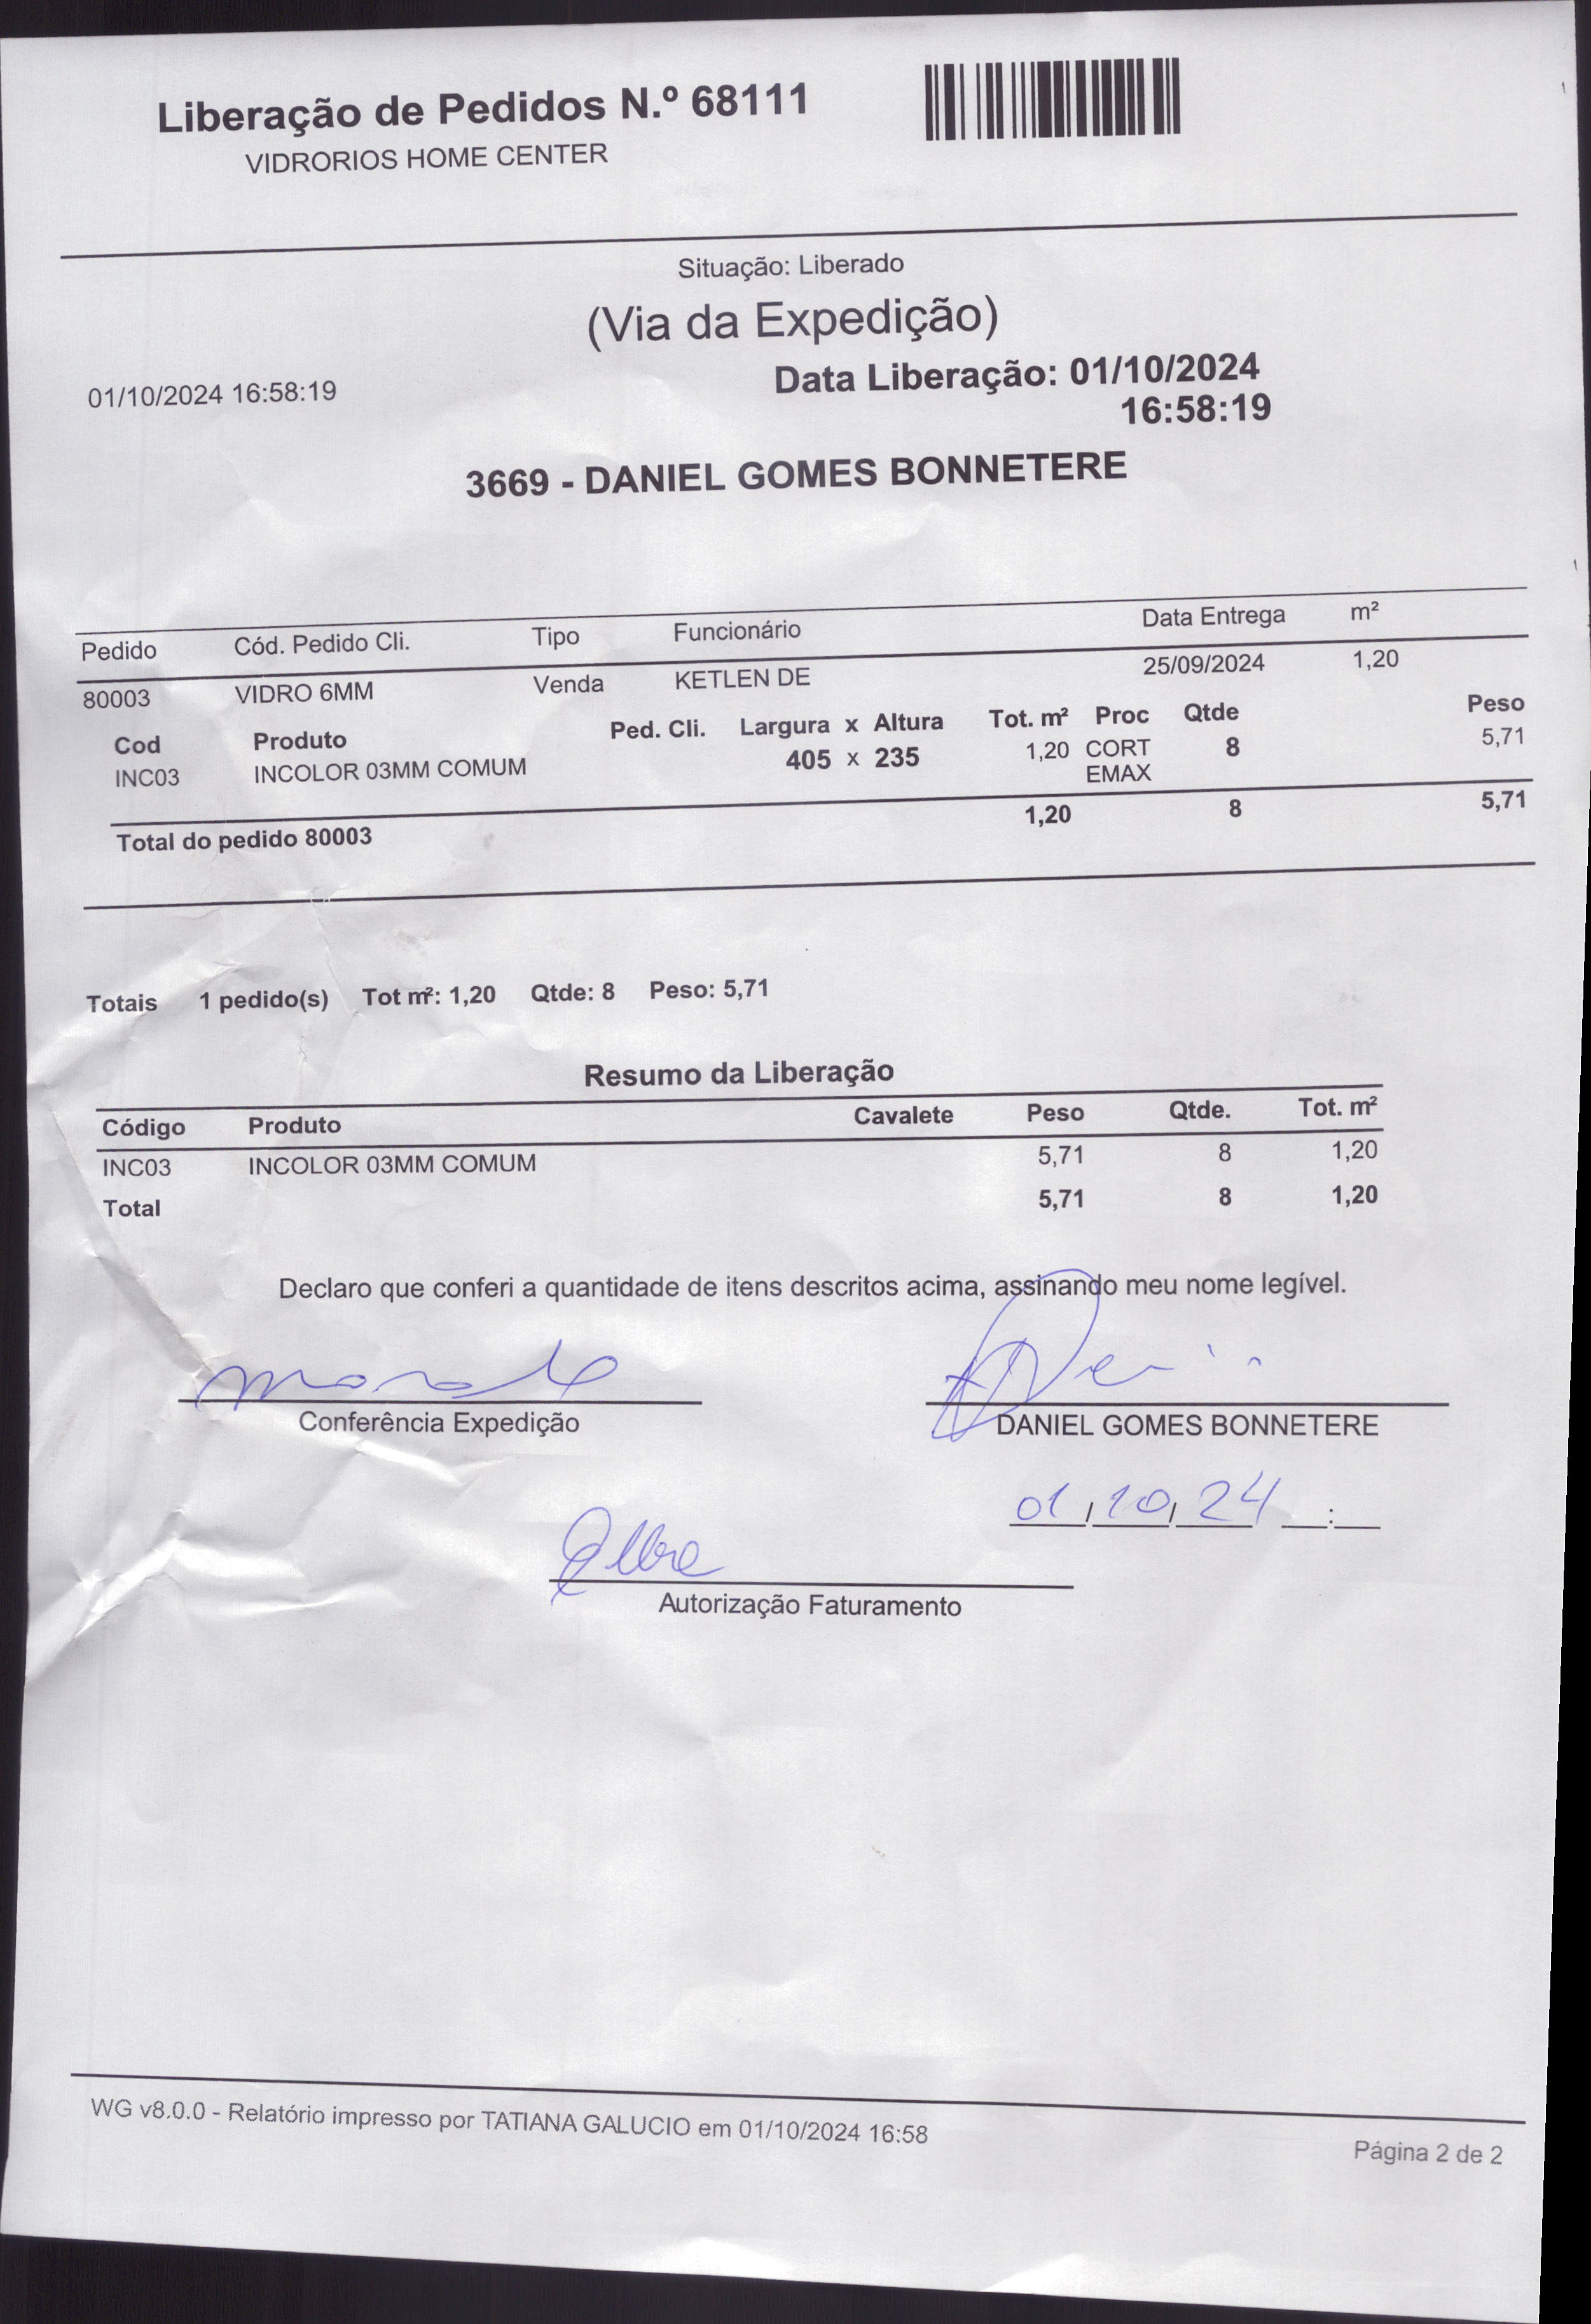 Liberação de Pedidos N.º 68111
VIDRORIOS HOME CENTER
Situação: Liberado
(Via da Expedição)
01/10/2024 16:58:19
Data Liberação: 01/10/2024
16:58:19
3669 - DANIEL GOMES BONNETERE
Pedido Cód. Pedido Cli. Tipo Funcionário Data Entrega m²
80003 VIDRO 6MM Venda KETLEN DE 25/09/2024 1,20
Cod Produto Ped. Cli. Largura x Altura Tot. m² Proc Qtde Peso
INC03 INCOLOR 03MM COMUM 405 x 235 1,20 CORT 8 5,71
EMAX
Total do pedido 80003 1,20 8 5,71
Totais 1 pedido(s) Tot m²: 1,20 Qtde: 8 Peso: 5,71
Resumo da Liberação
Código Produto Cavalete Peso Qtde. Tot. m²
INC03 INCOLOR 03MM COMUM 5,71 8 1,20
Total 5,71 8 1,20
Declaro que conferi a quantidade de itens descritos acima, assinando meu nome legível.
Conferência Expedição
DANIEL GOMES BONNETERE
01/10/24 __:__
Autorização Faturamento
WG v8.0.0 - Relatório impresso por TATIANA GALUCIO em 01/10/2024 16:58
Página 2 de 2